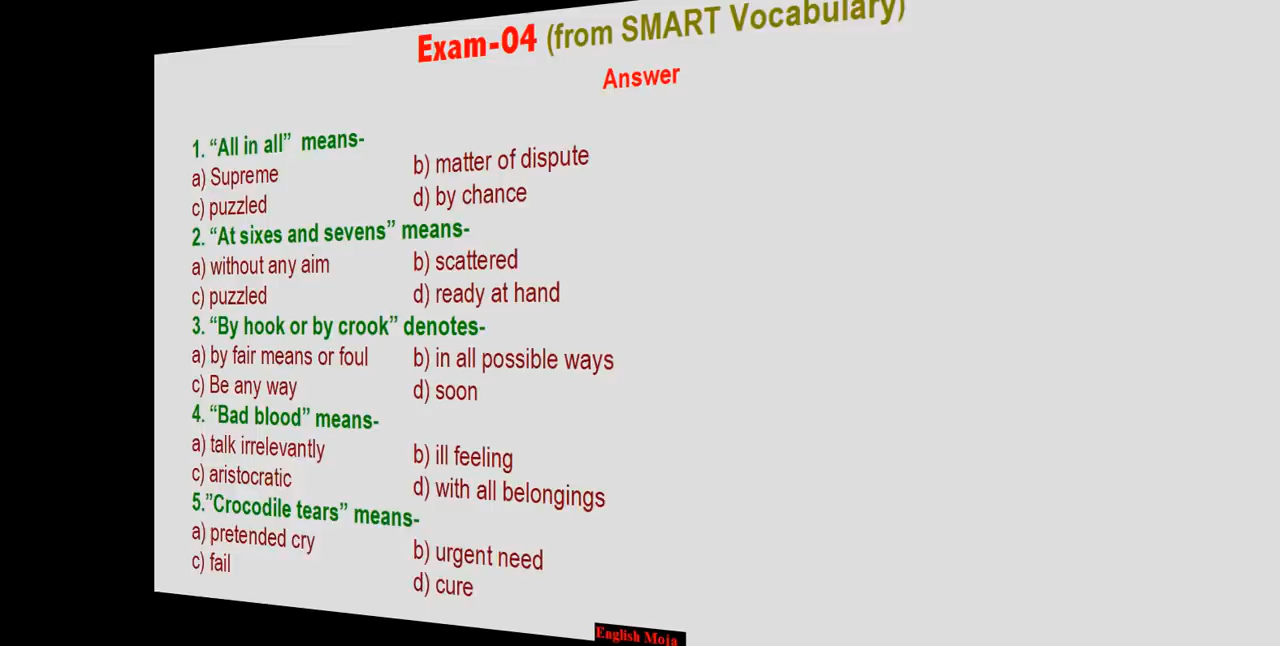 Exam-04 (from SMART Vocabulary)
Answer
1. “All in all” means-
a) Supreme b) matter of dispute
c) puzzled d) by chance
2. “At sixes and sevens” means-
a) without any aim b) scattered
c) puzzled d) ready at hand
3. “By hook or by crook” denotes-
a) by fair means or foul b) in all possible ways
c) Be any way d) soon
4. “Bad blood” means-
a) talk irrelevantly b) ill feeling
c) aristocratic d) with all belongings
5.”Crocodile tears” means-
a) pretended cry b) urgent need
c) fail d) cure
English Moja